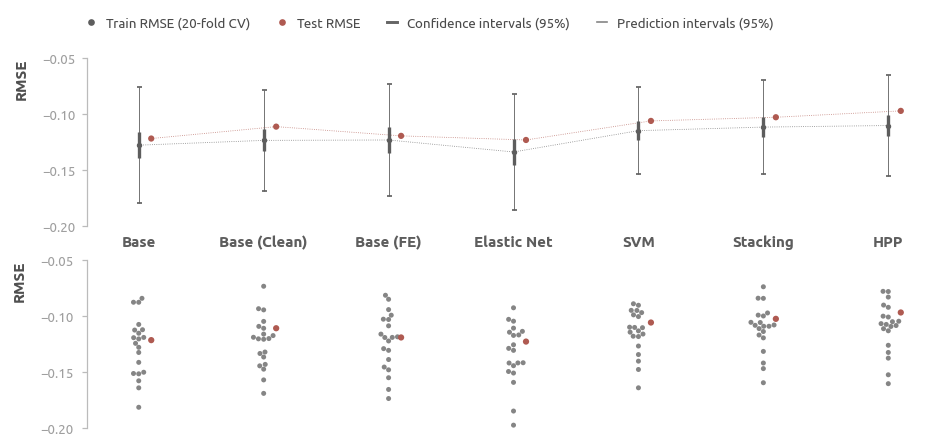 Train RMSE (20-fold CV) Test RMSE Confidence intervals (95%) Prediction intervals (95%)
RMSE
−0.05
−0.10
−0.15
−0.20
Base Base (Clean) Base (FE) Elastic Net SVM Stacking HPP
RMSE
−0.05
−0.10
−0.15
−0.20